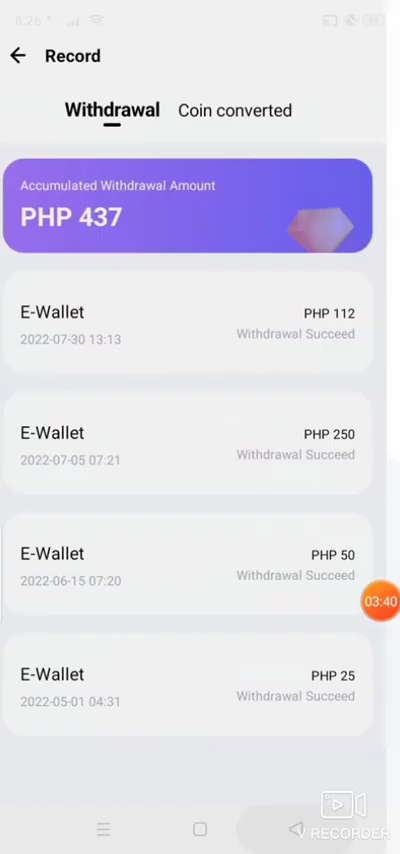 8:26
Record
Withdrawal Coin converted
Accumulated Withdrawal Amount
PHP 437
E-Wallet PHP 112
2022-07-30 13:13 Withdrawal Succeed
E-Wallet PHP 250
2022-07-05 07:21 Withdrawal Succeed
E-Wallet PHP 50
2022-06-15 07:20 Withdrawal Succeed
03:40
E-Wallet PHP 25
2022-05-01 04:31 Withdrawal Succeed
V RECORDER